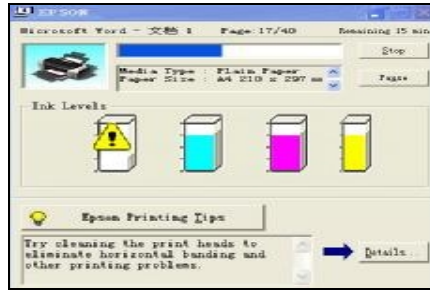 EPSON
Microsoft Word - 文档 1 Page:17/40 Remaining 15 min
Stop
Media Type : Plain Paper
Paper Size : A4 210 x 297 mm
Pause
Ink Levels
Epson Printing Tips
Try cleaning the print heads to
eliminate horizontal banding and
other printing problems.
Details...